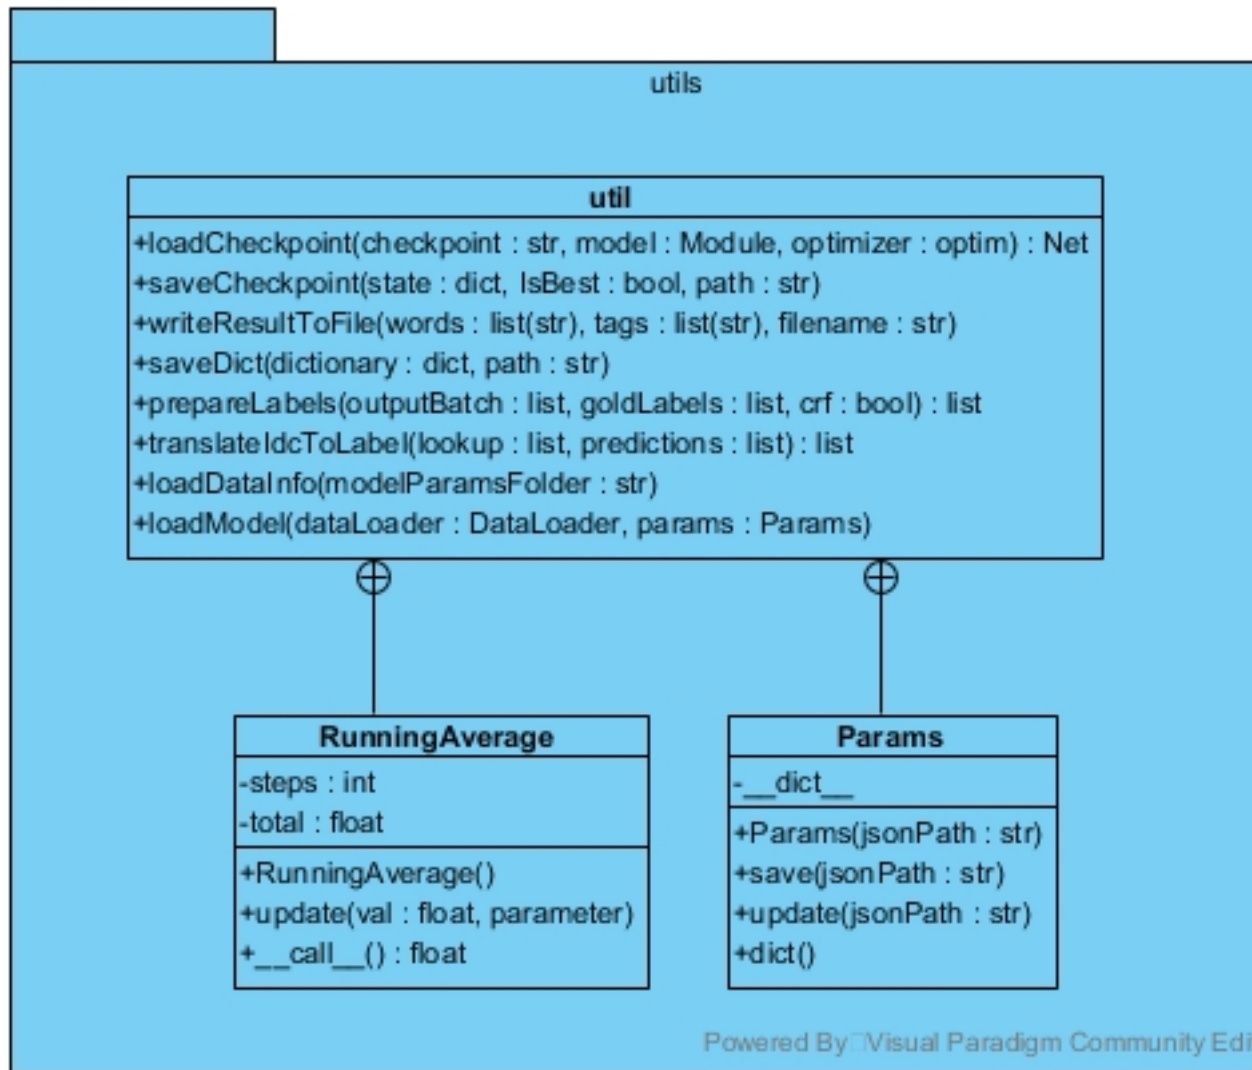 utils
util
+loadCheckpoint(checkpoint : str, model : Module, optimizer : optim) : Net
+saveCheckpoint(state : dict, IsBest : bool, path : str)
+writeResultToFile(words : list(str), tags : list(str), filename : str)
+saveDict(dictionary : dict, path : str)
+prepareLabels(outputBatch : list, goldLabels : list, crf : bool) : list
+translateIdcToLabel(lookup : list, predictions : list) : list
+loadDataInfo(modelParamsFolder : str)
+loadModel(dataLoader : DataLoader, params : Params)
RunningAverage
-steps : int
-total : float
+RunningAverage()
+update(val : float, parameter)
+__call__() : float
Params
-__dict__
+Params(jsonPath : str)
+save(jsonPath : str)
+update(jsonPath : str)
+dict()
Powered By Visual Paradigm Community Edi